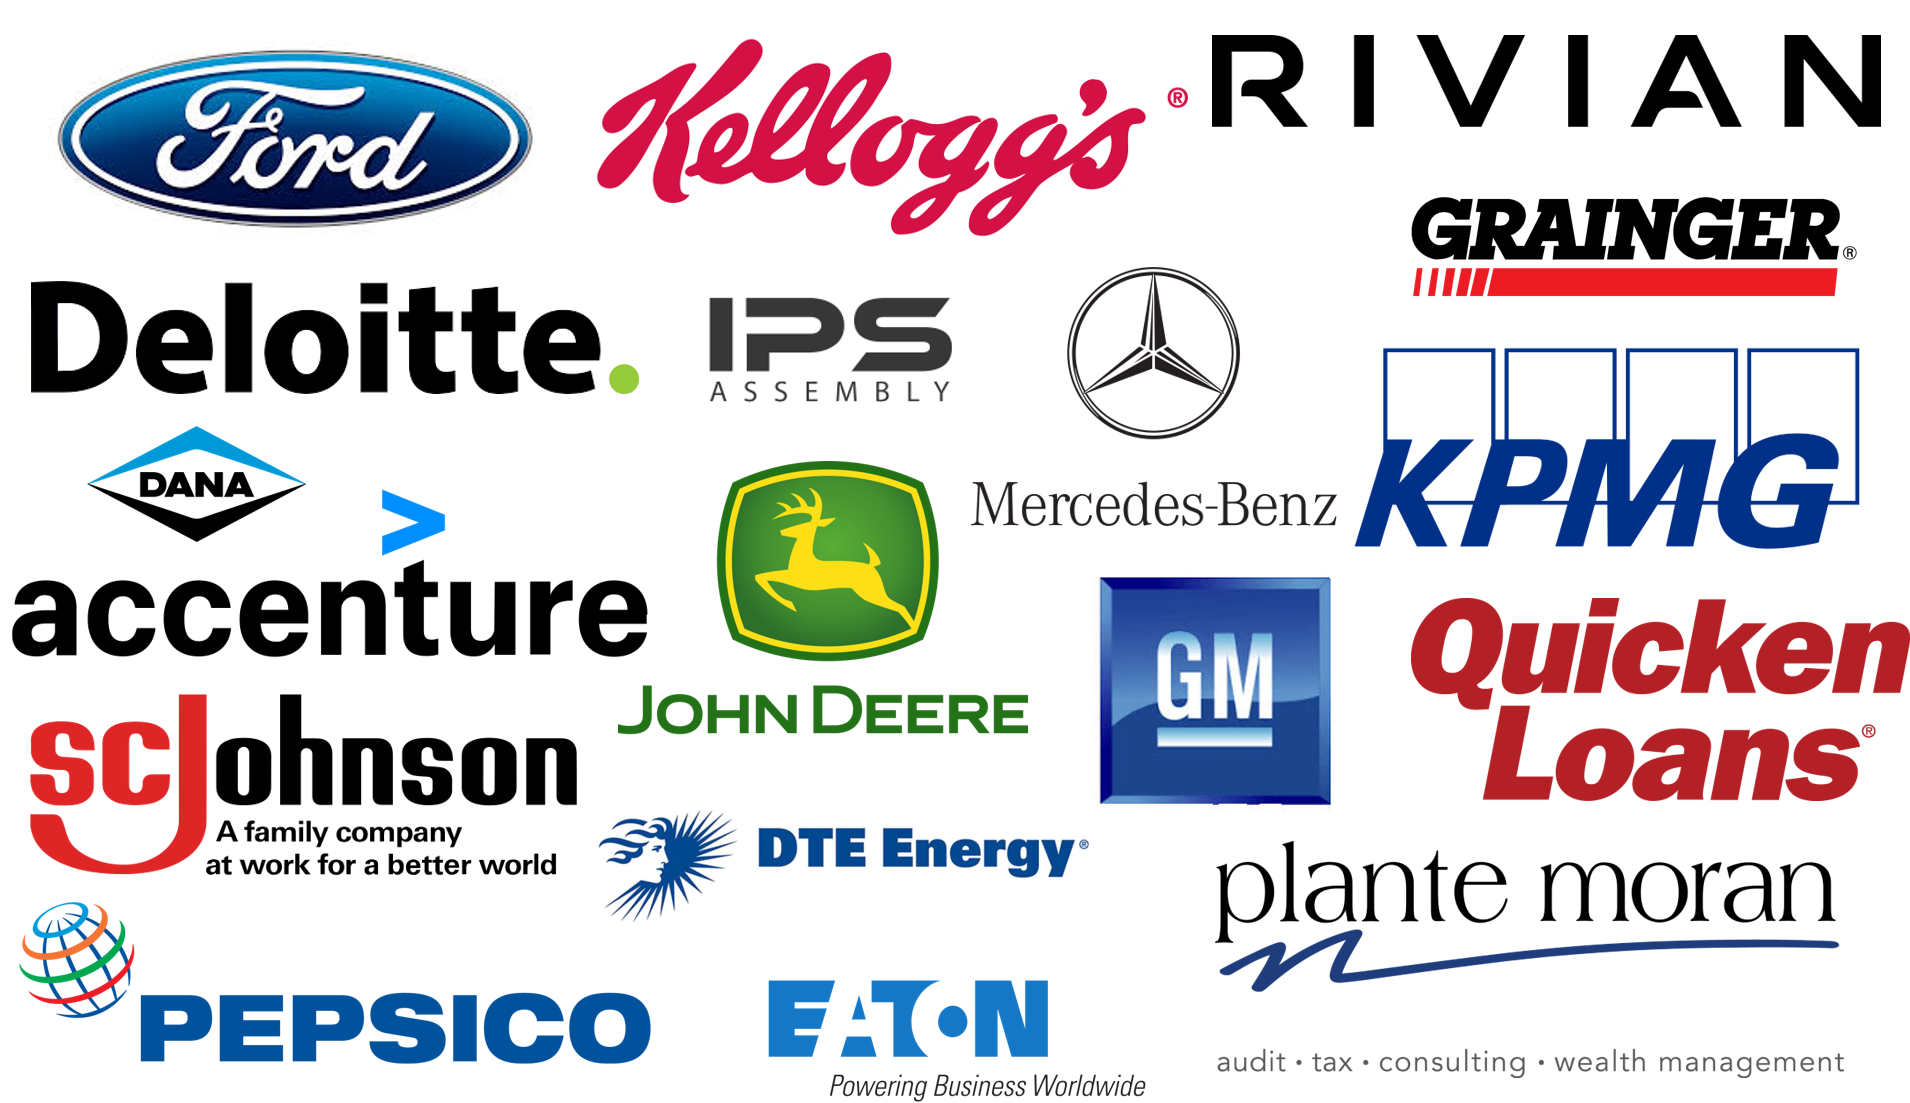 Ford
Kellogg's®
RIVIAN
GRAINGER®
Deloitte.
IPS
ASSEMBLY
Mercedes-Benz
KPMG
DANA
accenture
>
JOHN DEERE
GM
Quicken
Loans®
SCJohnson
A family company
at work for a better world
DTE Energy®
plante moran
audit • tax • consulting • wealth management
PEPSICO
EATON
Powering Business Worldwide